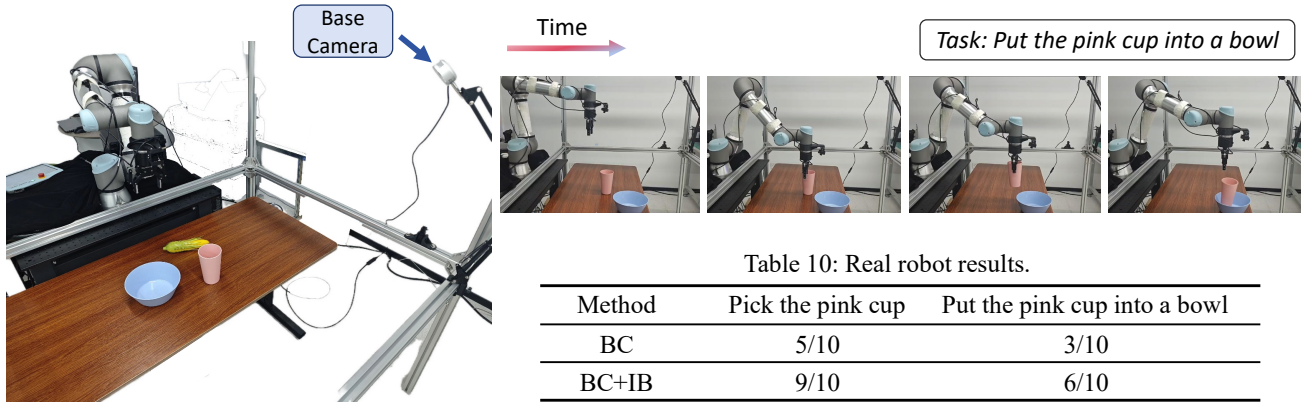 Base
Camera
Time
Task: Put the pink cup into a bowl
Table 10: Real robot results.
Method Pick the pink cup Put the pink cup into a bowl
BC 5/10 3/10
BC+IB 9/10 6/10